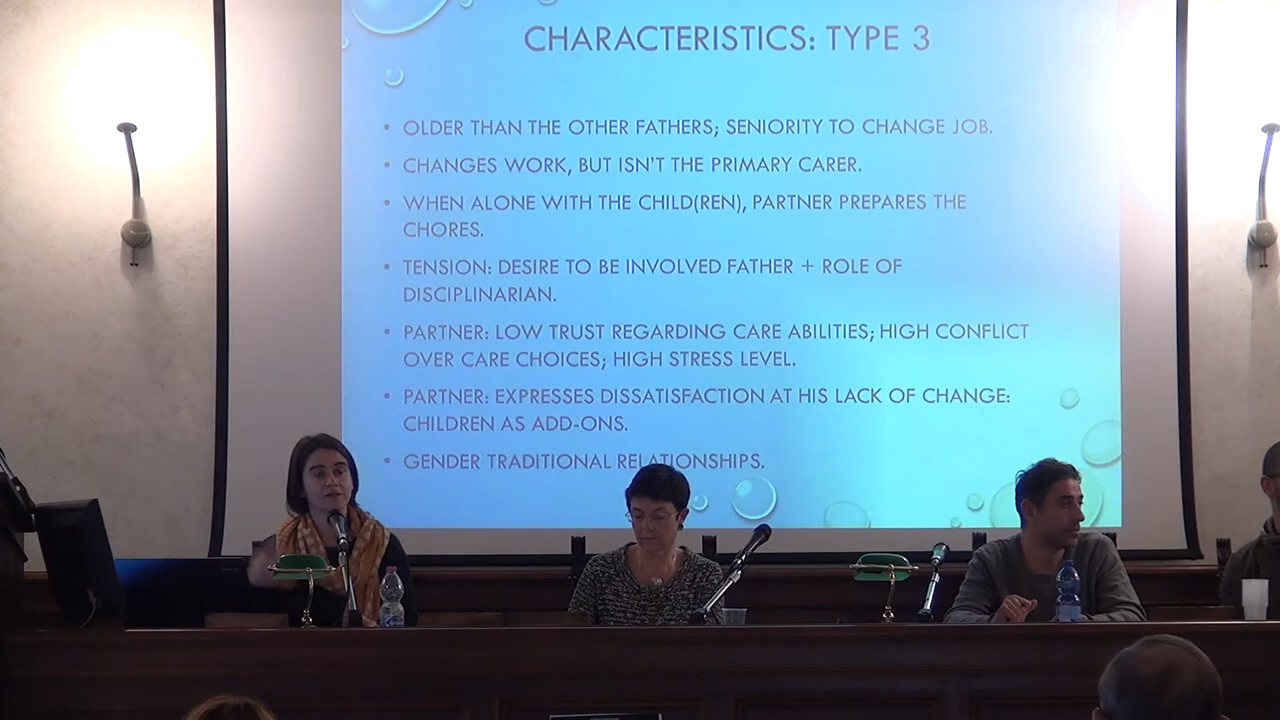 CHARACTERISTICS: TYPE 3
• OLDER THAN THE OTHER FATHERS; SENIORITY TO CHANGE JOB.
• CHANGES WORK, BUT ISN'T THE PRIMARY CARER.
• WHEN ALONE WITH THE CHILD(REN), PARTNER PREPARES THE
CHORES.
• TENSION: DESIRE TO BE INVOLVED FATHER + ROLE OF
DISCIPLINARIAN.
• PARTNER: LOW TRUST REGARDING CARE ABILITIES; HIGH CONFLICT
OVER CARE CHOICES; HIGH STRESS LEVEL.
• PARTNER: EXPRESSES DISSATISFACTION AT HIS LACK OF CHANGE:
CHILDREN AS ADD-ONS.
• GENDER TRADITIONAL RELATIONSHIPS.